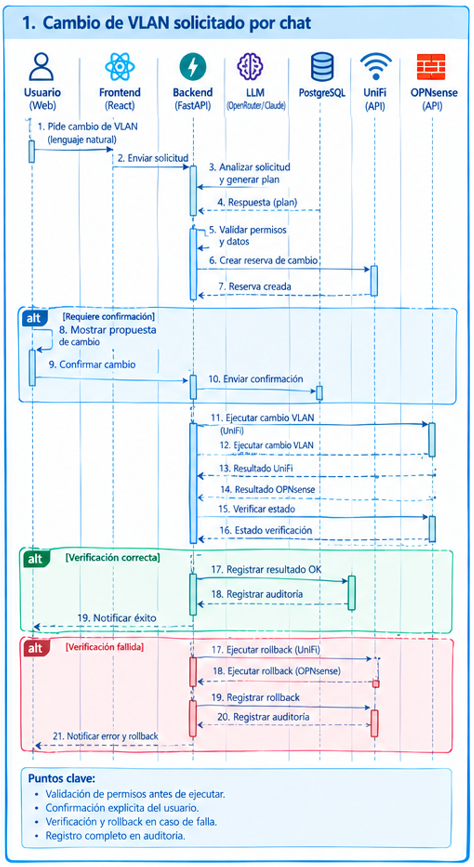 1. Cambio de VLAN solicitado por chat
Usuario
(Web)
Frontend
(React)
Backend
(FastAPI)
LLM
(OpenRouter/Claude)
PostgreSQL
UniFi
(API)
OPNsense
(API)
1. Pide cambio de VLAN
(lenguaje natural)
2. Enviar solicitud
3. Analizar solicitud
y generar plan
4. Respuesta (plan)
5. Validar permisos
y datos
6. Crear reserva de cambio
7. Reserva creada
alt [Requiere confirmación]
8. Mostrar propuesta
de cambio
9. Confirmar cambio
10. Enviar confirmación
11. Ejecutar cambio VLAN
(UniFi)
12. Ejecutar cambio VLAN
13. Resultado UniFi
14. Resultado OPNsense
15. Verificar estado
16. Estado verificación
alt [Verificación correcta]
17. Registrar resultado OK
18. Registrar auditoría
19. Notificar éxito
alt [Verificación fallida]
17. Ejecutar rollback (UniFi)
18. Ejecutar rollback (OPNsense)
19. Registrar rollback
20. Registrar auditoría
21. Notificar error y rollback
Puntos clave:
• Validación de permisos antes de ejecutar.
• Confirmación explícita del usuario.
• Verificación y rollback en caso de falla.
• Registro completo en auditoría.